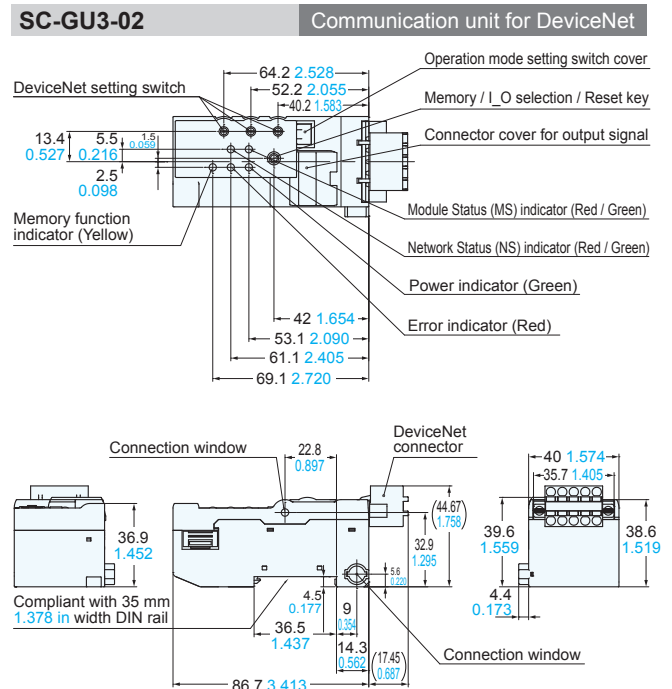 SC-GU3-02
Communication unit for DeviceNet
64.2 2.528
Operation mode setting switch cover
DeviceNet setting switch
52.2 2.055
40.2 1.583
Memory / I_O selection / Reset key
13.4
0.527
5.5
0.216
1.5
0.059
Connector cover for output signal
2.5
0.098
Memory function
indicator (Yellow)
Module Status (MS) indicator (Red / Green)
Network Status (NS) indicator (Red / Green)
Power indicator (Green)
42 1.654
Error indicator (Red)
53.1 2.090
61.1 2.405
69.1 2.720
Connection window
22.8
0.897
DeviceNet
connector
40 1.574
35.7 1.405
36.9
1.452
(44.67)
1.758
32.9
1.295
39.6
1.559
38.6
1.519
5.6
0.220
Compliant with 35 mm
1.378 in width DIN rail
4.5
0.177
9
0.354
4.4
0.173
36.5
1.437
14.3
0.562
(17.45)
0.687
Connection window
86.7 3.413